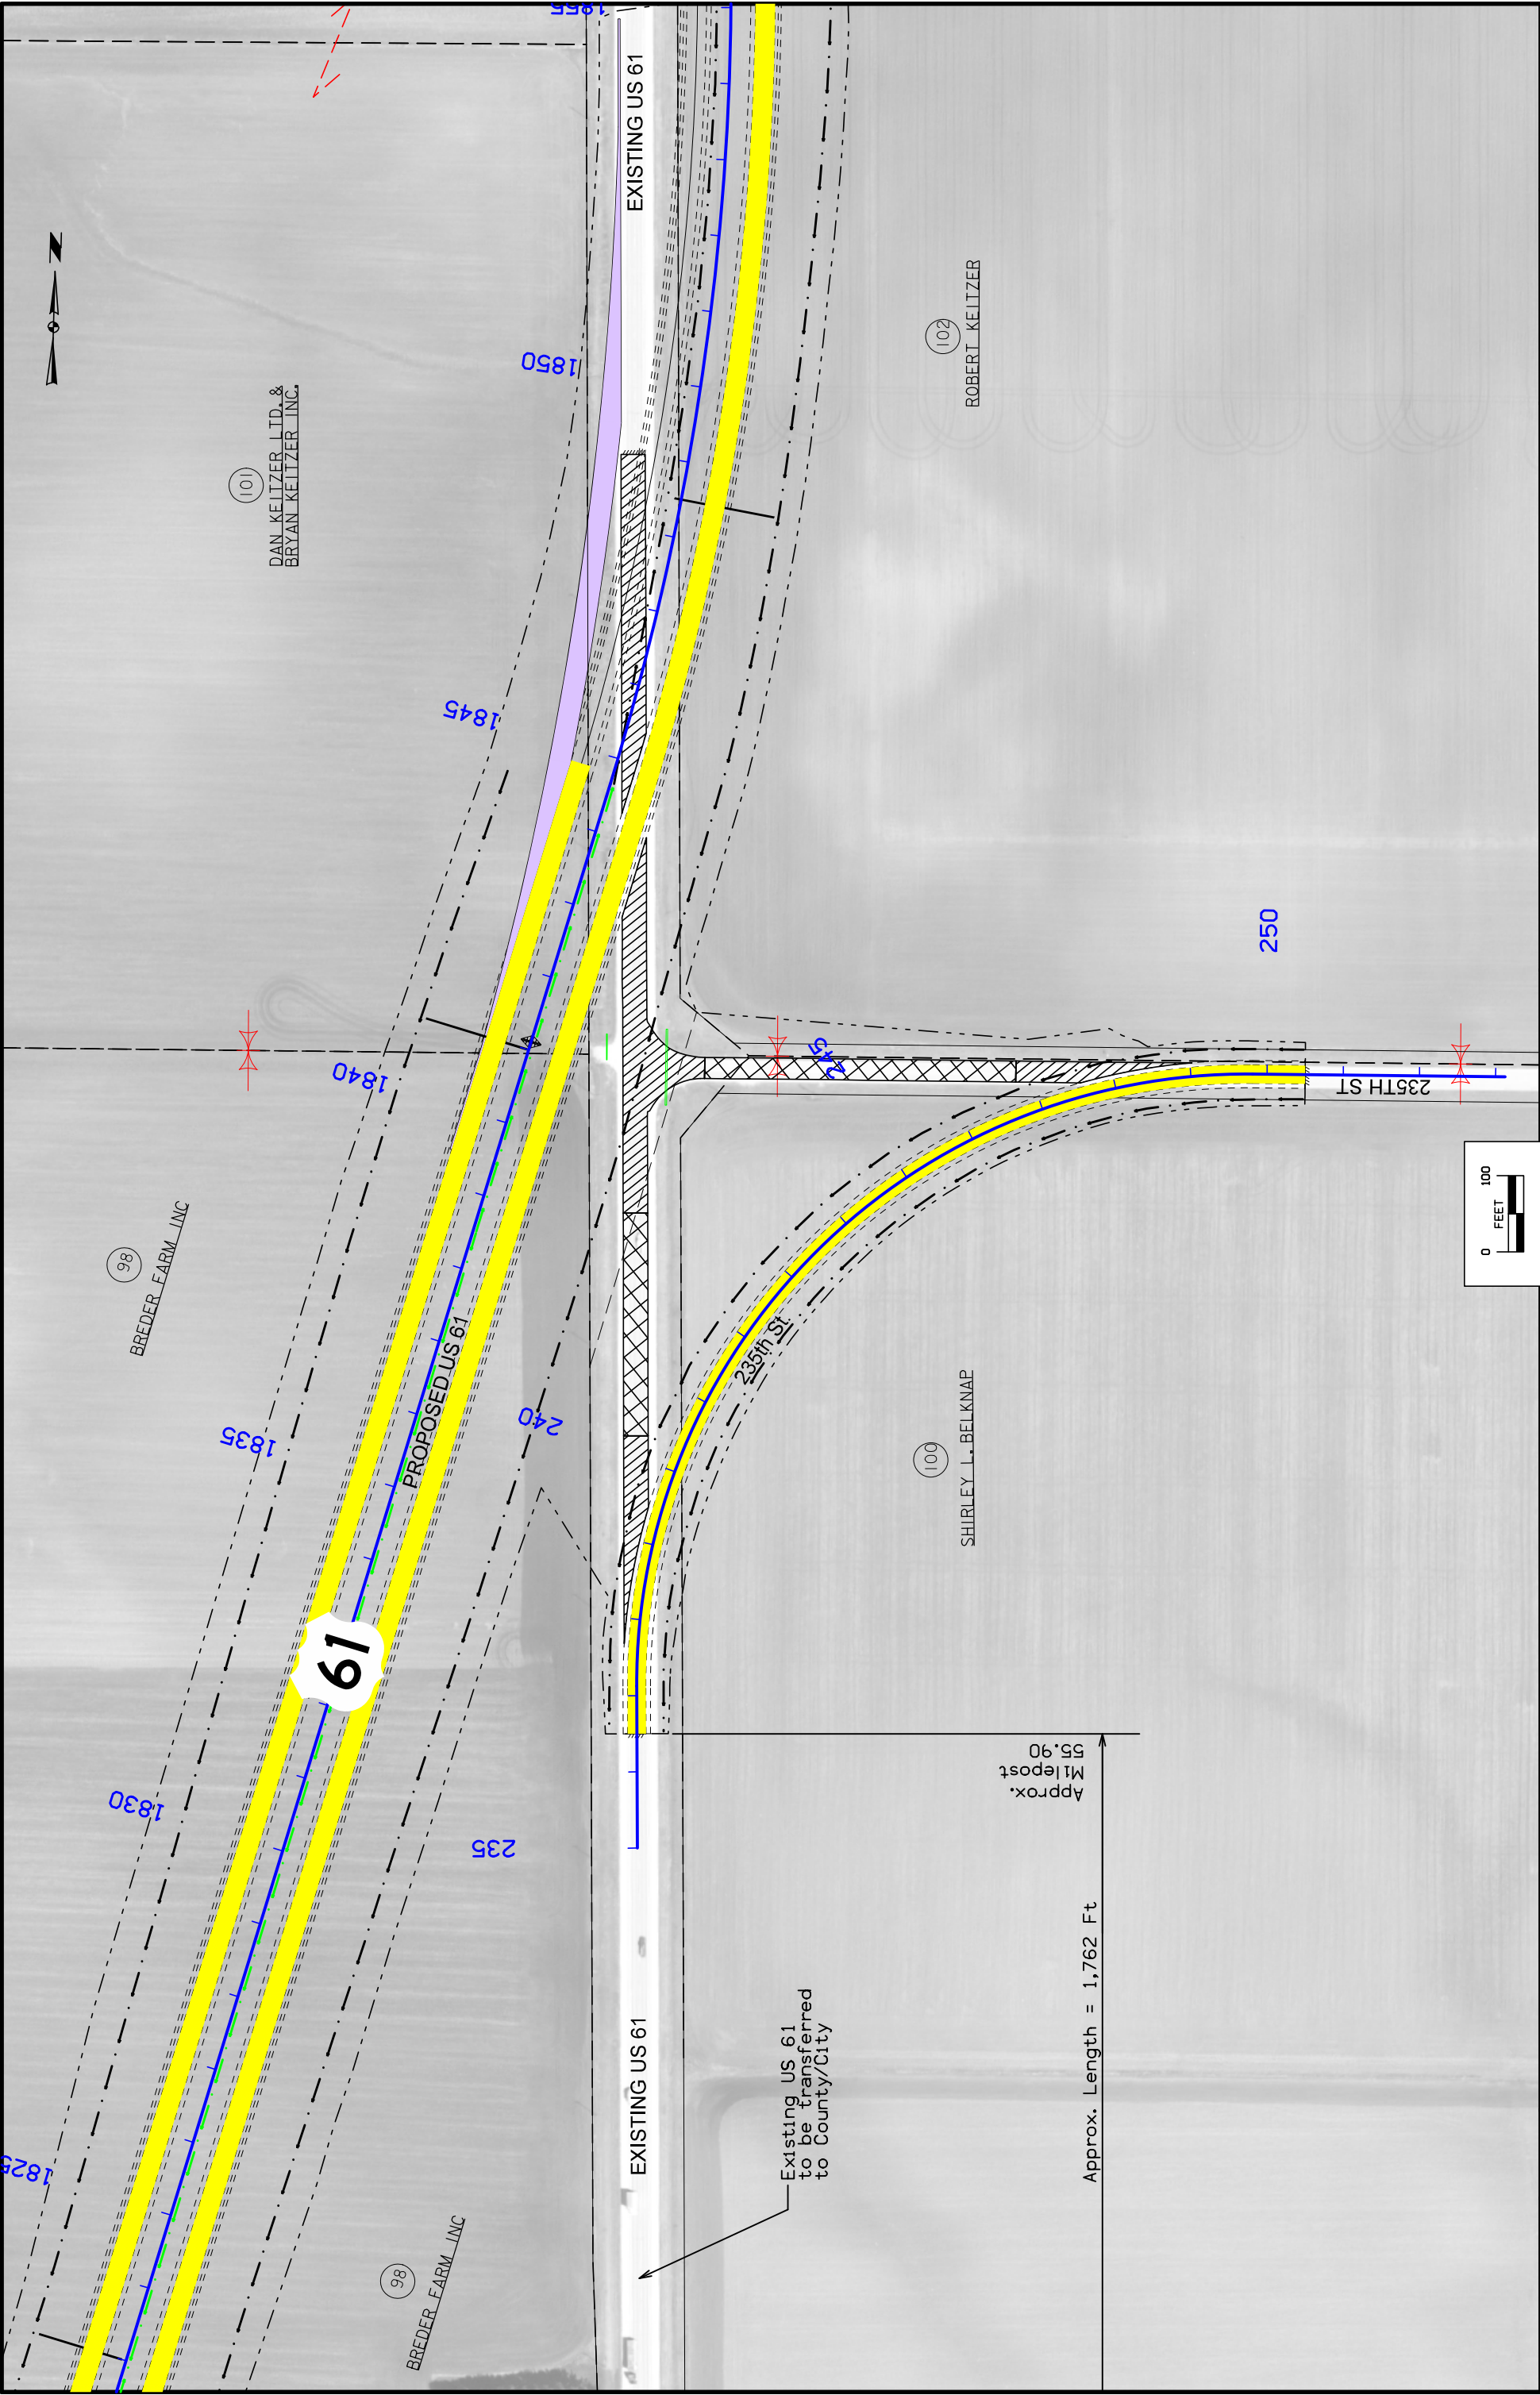 1855
EXISTING US 61
N
1850
102
ROBERT KEITZER
101
DAN KEITZER LTD. &
BRYAN KEITZER INC.
1845
250
1840
245
235TH ST
98
BREDER FARM INC
0 100
FEET
PROPOSED US 61
235th St.
240
1835
100
SHIRLEY L. BELKNAP
61
Approx.
Milepost
55.90
1830
235
Approx. Length = 1,762 Ft
EXISTING US 61
Existing US 61
to be transferred
to County/City
1825
98
BREDER FARM INC